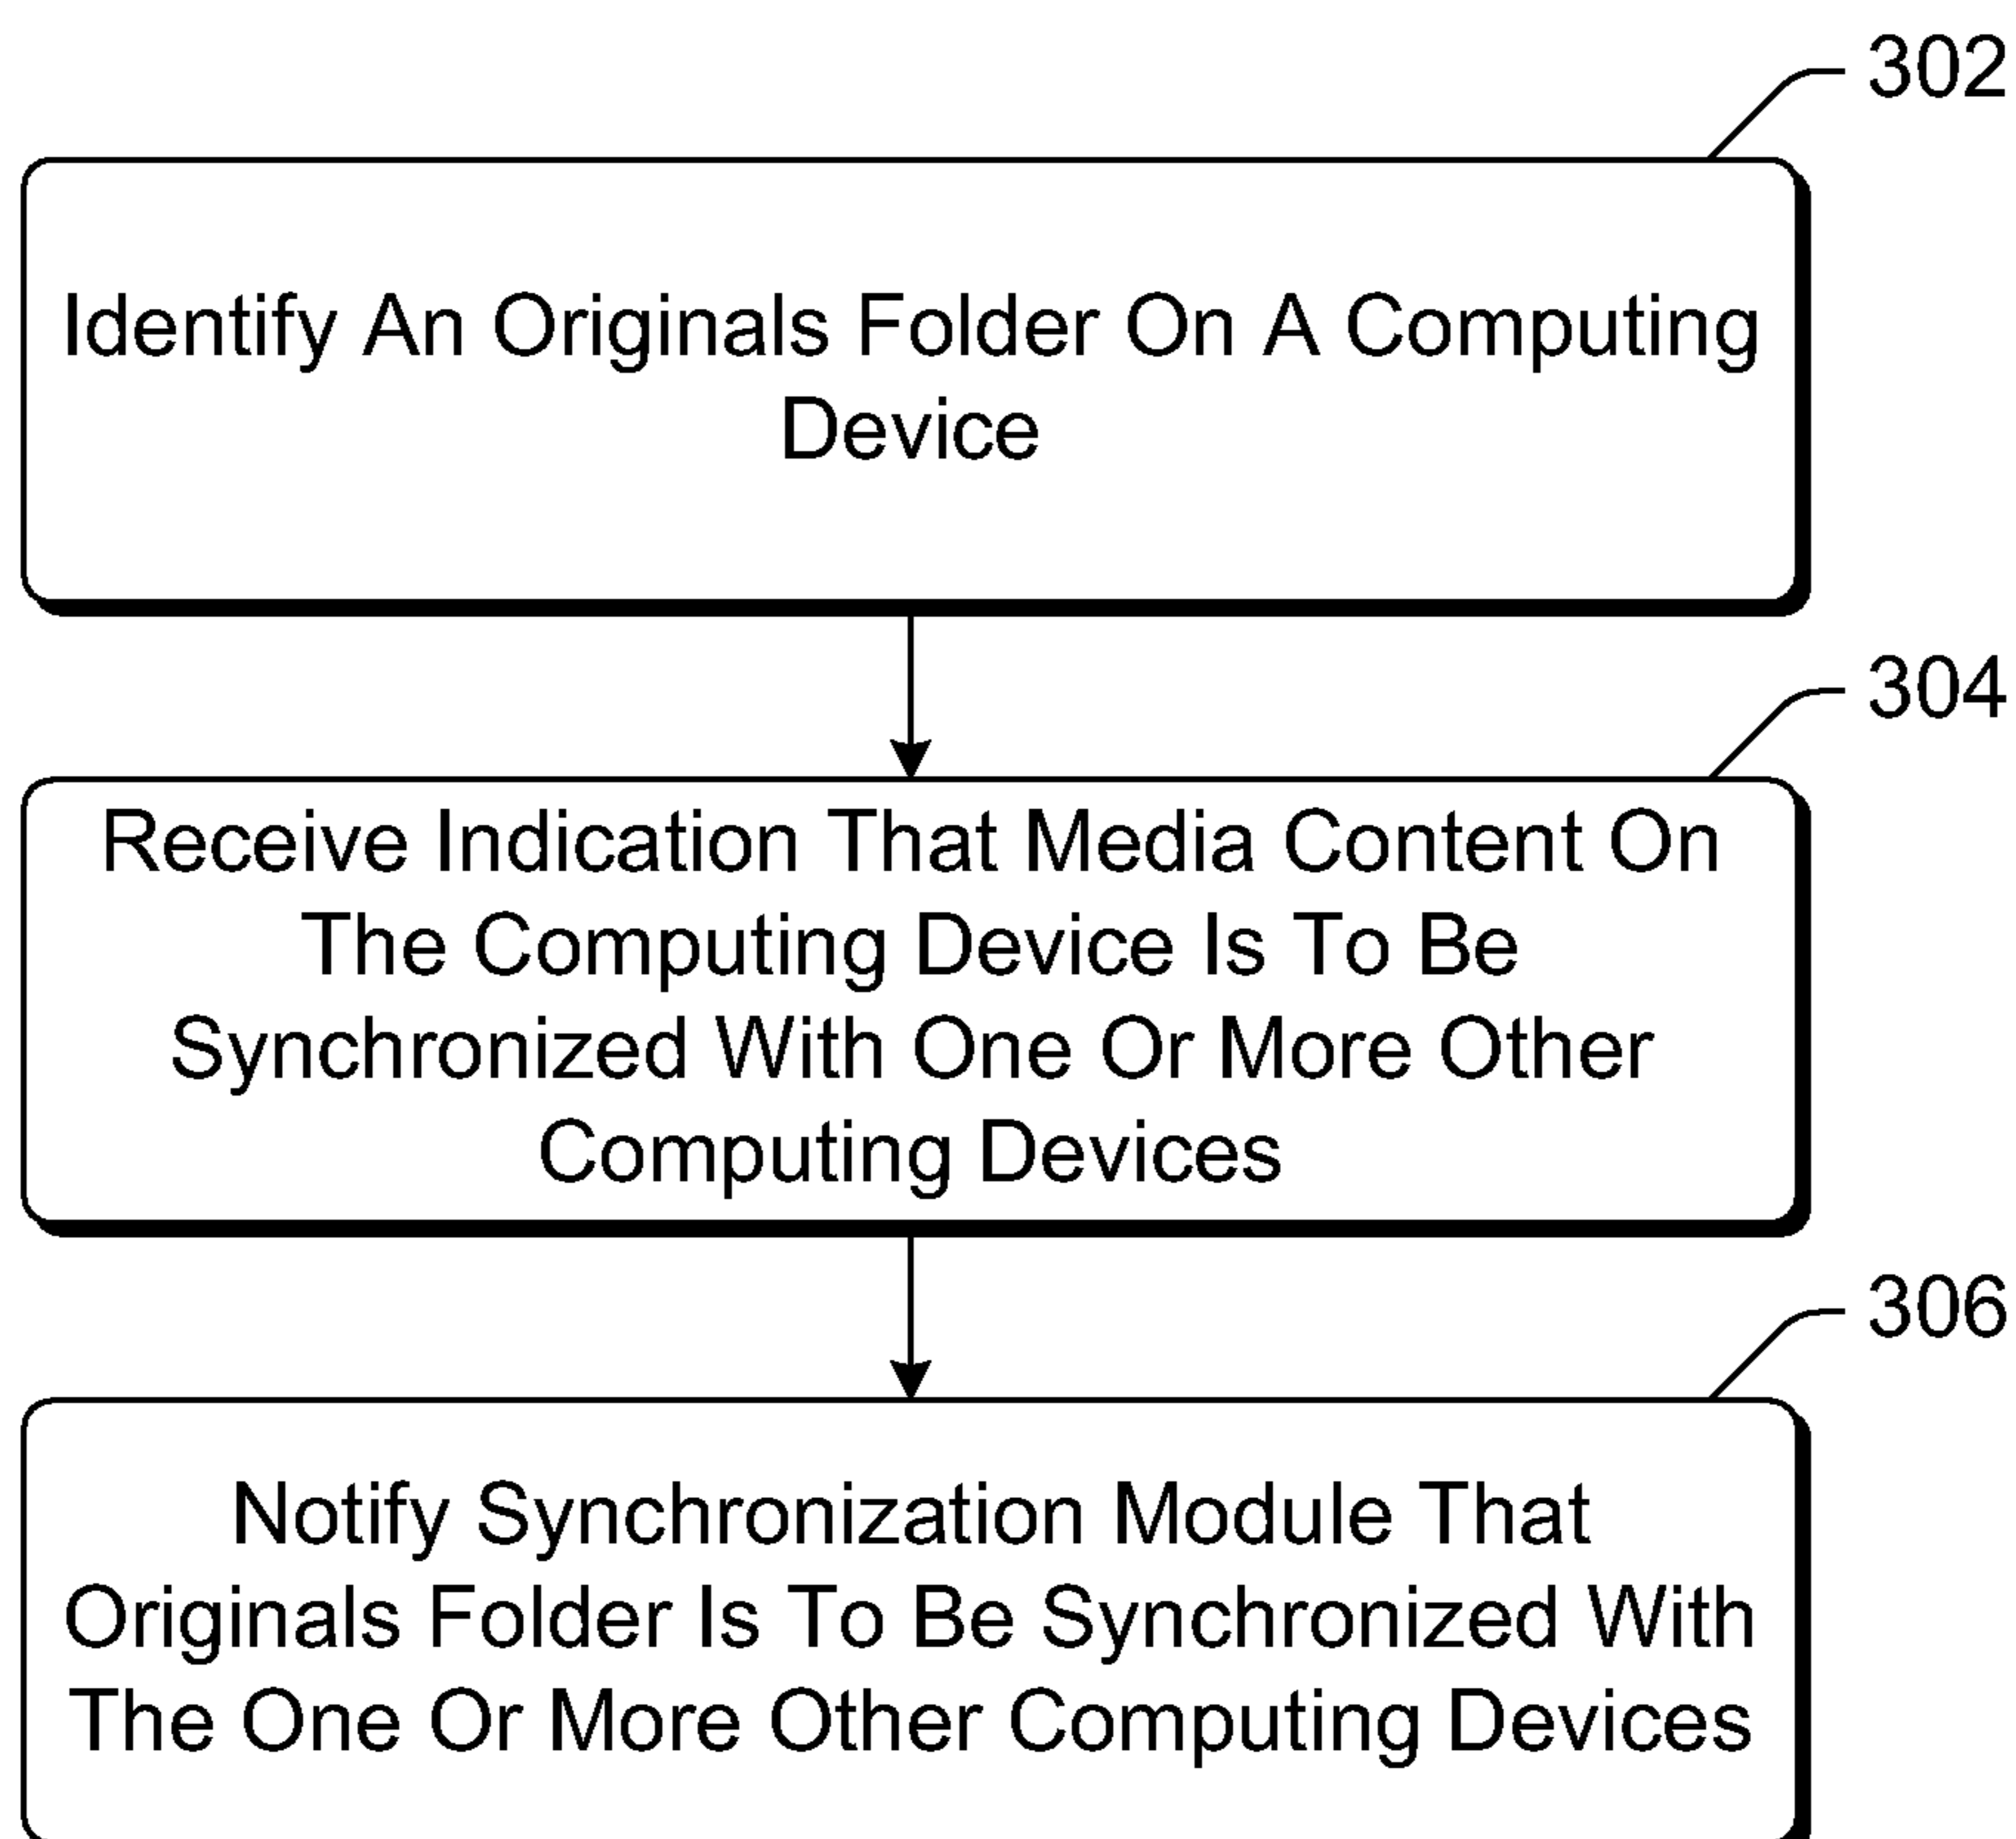 302
Identify An Originals Folder On A Computing
Device
304
Receive Indication That Media Content On
The Computing Device Is To Be
Synchronized With One Or More Other
Computing Devices
306
Notify Synchronization Module That
Originals Folder Is To Be Synchronized With
The One Or More Other Computing Devices